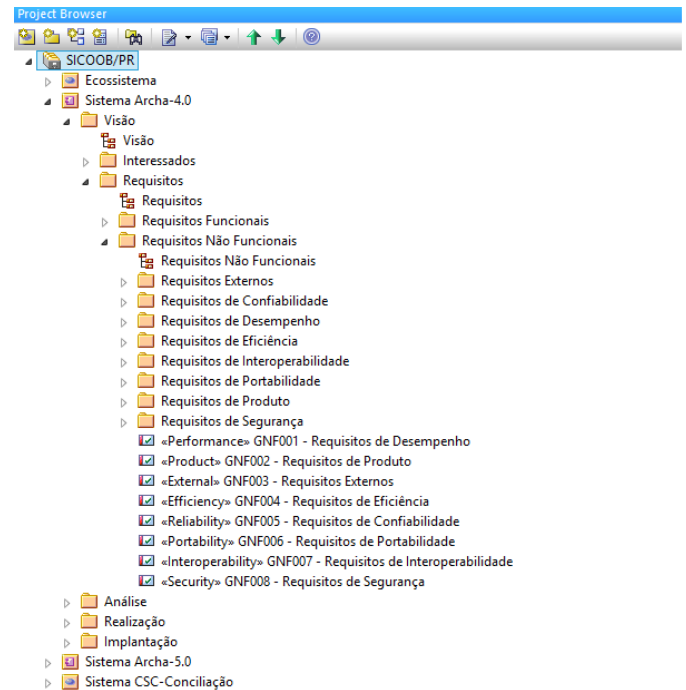 Project Browser
SICOOB/PR
Ecossistema
Sistema Archa-4.0
Visão
Visão
Interessados
Requisitos
Requisitos
Requisitos Funcionais
Requisitos Não Funcionais
Requisitos Não Funcionais
Requisitos Externos
Requisitos de Confiabilidade
Requisitos de Desempenho
Requisitos de Eficiência
Requisitos de Interoperabilidade
Requisitos de Portabilidade
Requisitos de Produto
Requisitos de Segurança
«Performance» GNF001 - Requisitos de Desempenho
«Product» GNF002 - Requisitos de Produto
«External» GNF003 - Requisitos Externos
«Efficiency» GNF004 - Requisitos de Eficiência
«Reliability» GNF005 - Requisitos de Confiabilidade
«Portability» GNF006 - Requisitos de Portabilidade
«Interoperability» GNF007 - Requisitos de Interoperabilidade
«Security» GNF008 - Requisitos de Segurança
Análise
Realização
Implantação
Sistema Archa-5.0
Sistema CSC-Conciliação